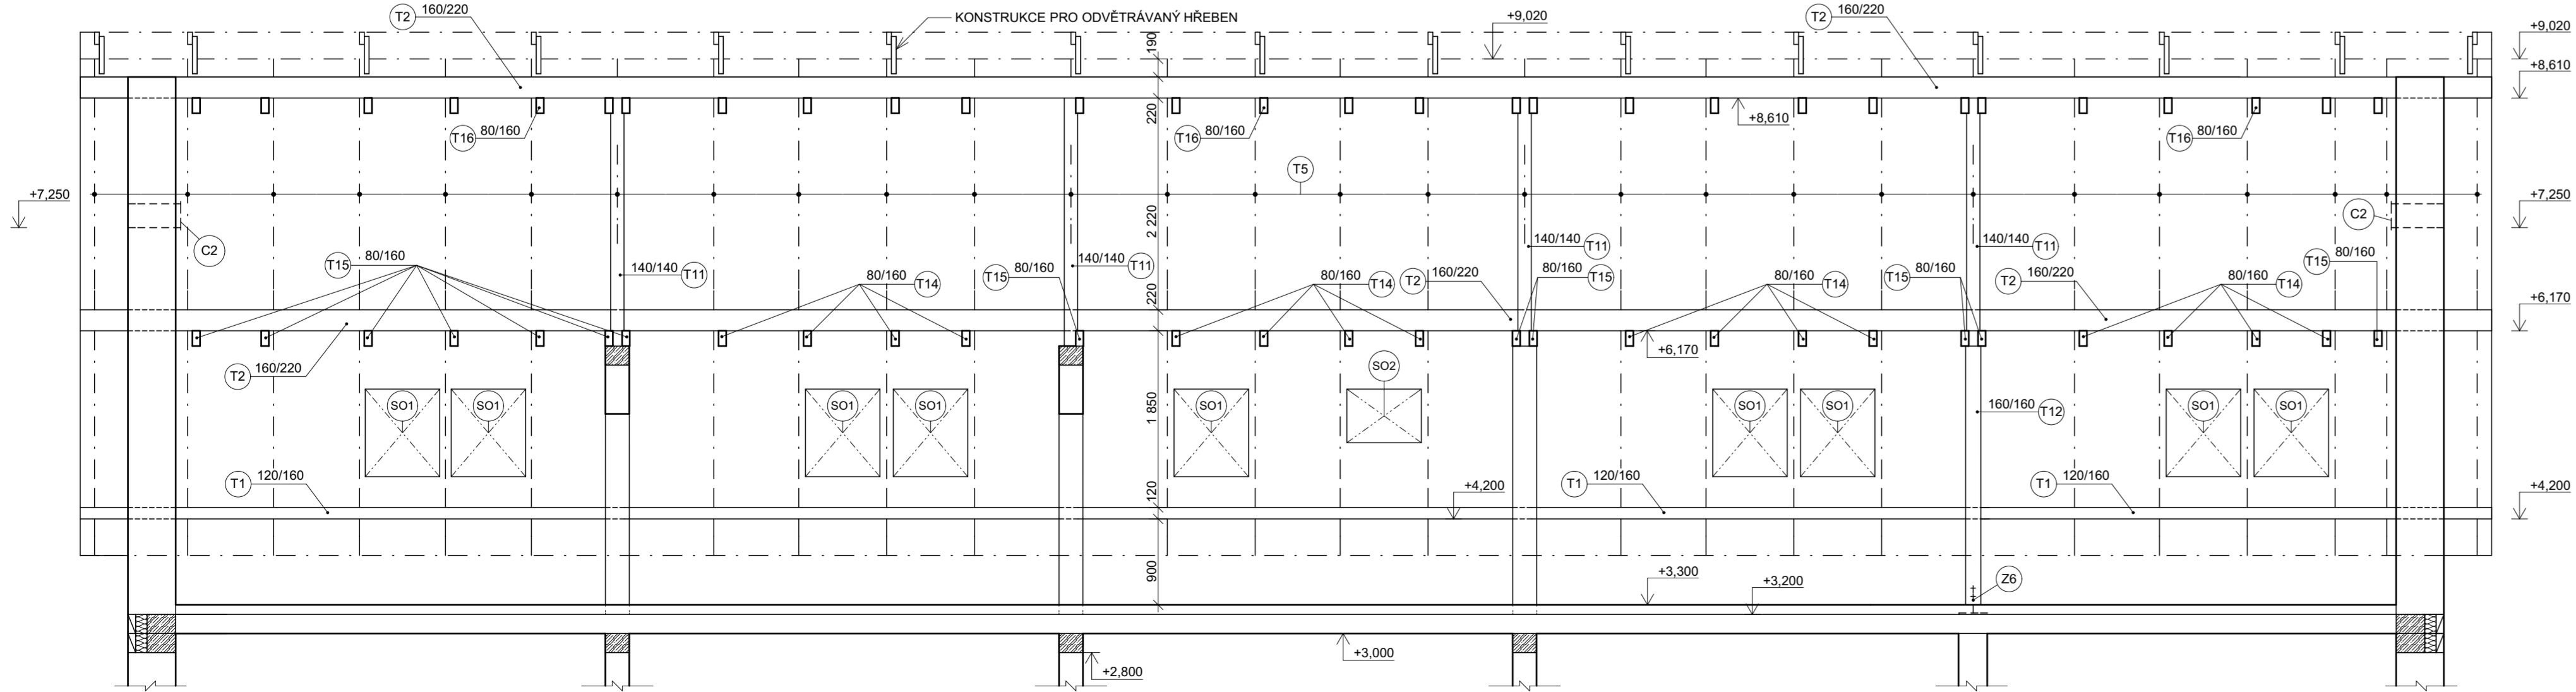 T2 160/220
KONSTRUKCE PRO ODVĚTRÁVANÝ HŘEBEN
+9,020
T2 160/220
+9,020
190
+8,610
220
+8,610
T16 80/160
T16 80/160
T16 80/160
T5
+7,250
+7,250
C2
C2
2 220
T15 80/160
140/140 T11
80/160 T14
T15 80/160
140/140 T11
80/160 T14
T2 160/220
140/140 T11
80/160 T15
80/160 T14
T15 80/160
140/140 T11
T2 160/220
80/160 T14
T15 80/160
220
+6,170
+6,170
T2 160/220
SO1
SO1
SO1
SO1
SO1
SO2
SO1
SO1
SO1
SO1
1 850
160/160 T12
T1 120/160
T1 120/160
T1 120/160
120
+4,200
+4,200
900
+3,300
+3,200
Z6
+3,000
+2,800